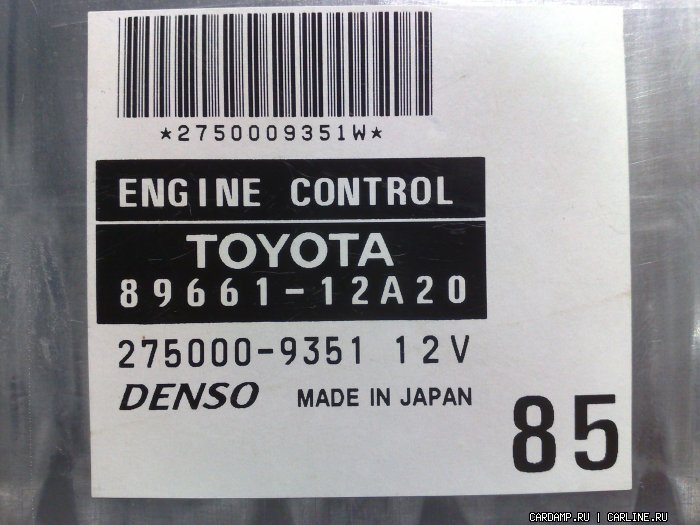 *2750009351W*
ENGINE CONTROL
TOYOTA
89661-12A20
275000-9351 12V
DENSO MADE IN JAPAN
85
CARDAMP.RU | CARLINE.RU